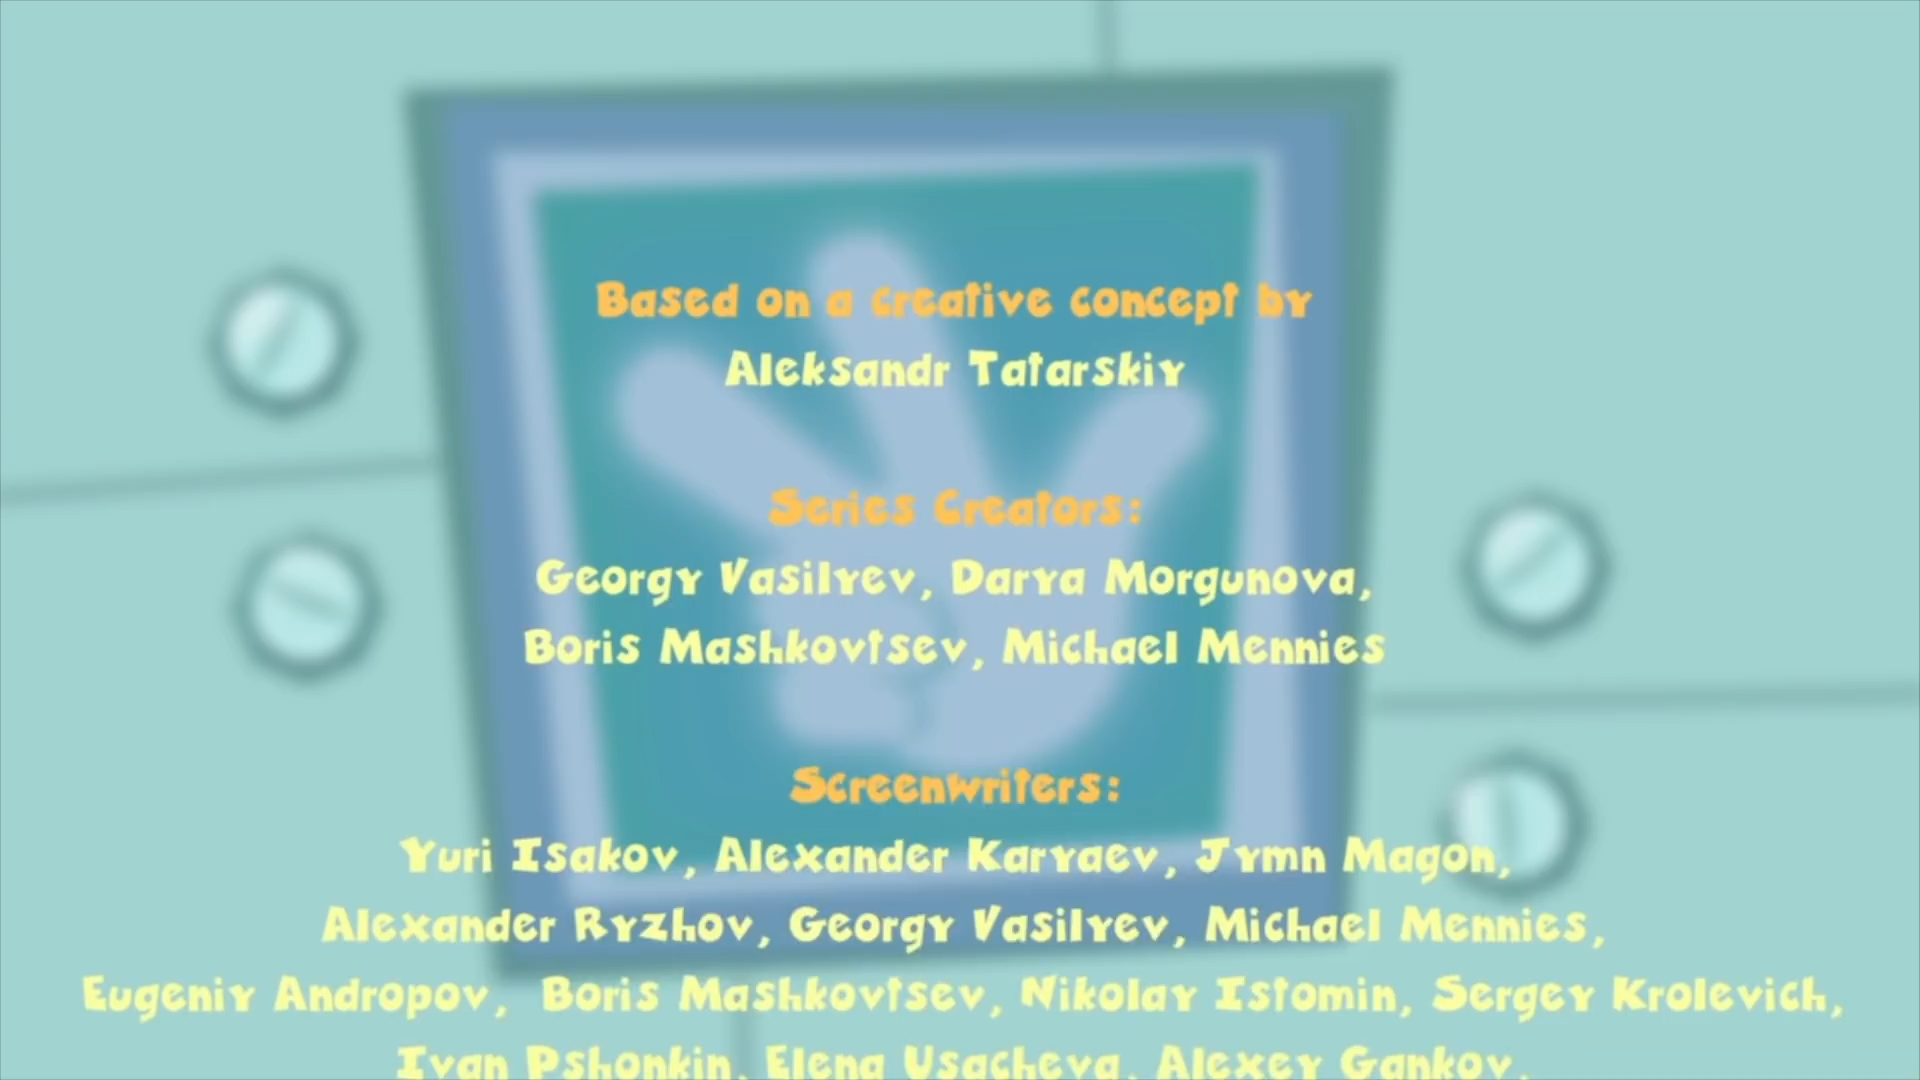 Based on a creative concept by
Aleksandr Tatarskiy
Series Creators:
Georgy Vasilyev, Darya Morgunova,
Boris Mashkovtsev, Michael Mennies
Screenwriters:
Yuri Isakov, Alexander Karyaev, Jymn Magon,
Alexander Ryzhov, Georgy Vasilyev, Michael Mennies,
Eugeniy Andropov, Boris Mashkovtsev, Nikolay Istomin, Sergey Krolevich,
Ivan Pshonkin, Elena Usacheva, Alexey Gankov,